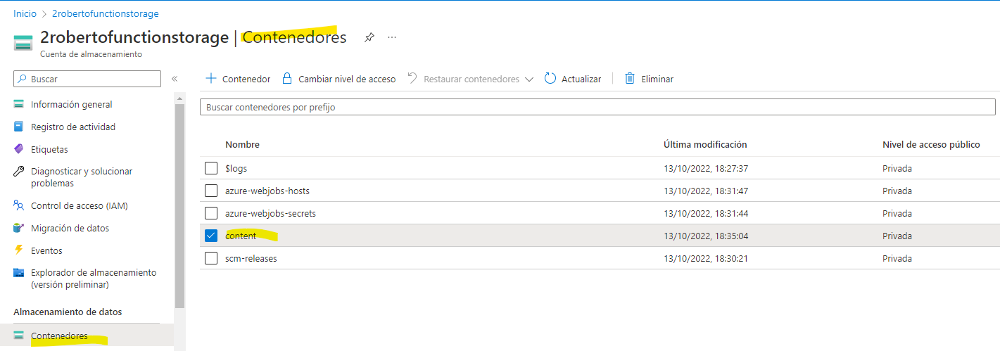 Inicio > 2robertofunctionstorage
2robertofunctionstorage | Contenedores
Cuenta de almacenamiento
Buscar
Información general
Registro de actividad
Etiquetas
Diagnosticar y solucionar
problemas
Control de acceso (IAM)
Migración de datos
Eventos
Explorador de almacenamiento
(versión preliminar)
Almacenamiento de datos
Contenedores
Contenedor Cambiar nivel de acceso Restaurar contenedores Actualizar Eliminar
Buscar contenedores por prefijo
Nombre Última modificación Nivel de acceso público
$logs 13/10/2022, 18:27:37 Privada
azure-webjobs-hosts 13/10/2022, 18:31:47 Privada
azure-webjobs-secrets 13/10/2022, 18:31:44 Privada
content 13/10/2022, 18:35:04 Privada
scm-releases 13/10/2022, 18:30:21 Privada